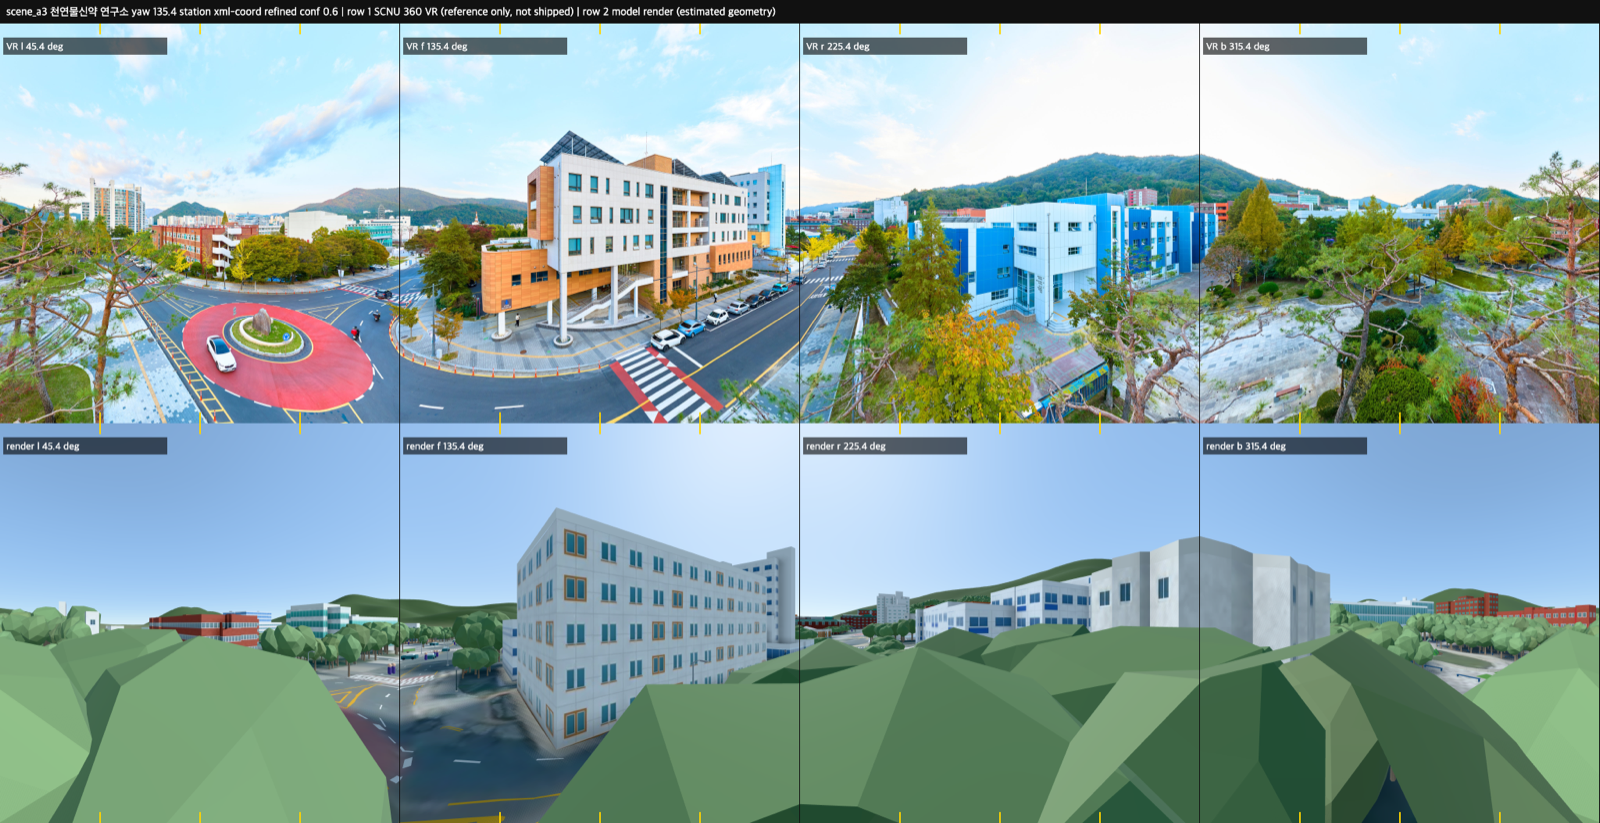 scene_a3 천연물신약 연구소 yaw 135.4 station xml-coord refined conf 0.6 | row 1 SCNU 360 VR (reference only, not shipped) | row 2 model render (estimated geometry)
VR l 45.4 deg
VR f 135.4 deg
VR r 225.4 deg
VR b 315.4 deg
render l 45.4 deg
render f 135.4 deg
render r 225.4 deg
render b 315.4 deg